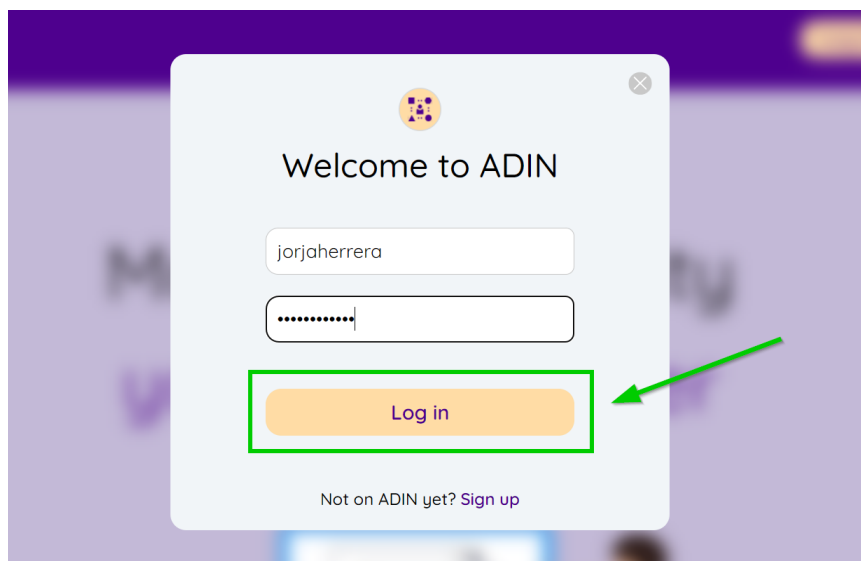 Welcome to ADIN
jorjaherrera
••••••••••••
Log in
Not on ADIN yet? Sign up